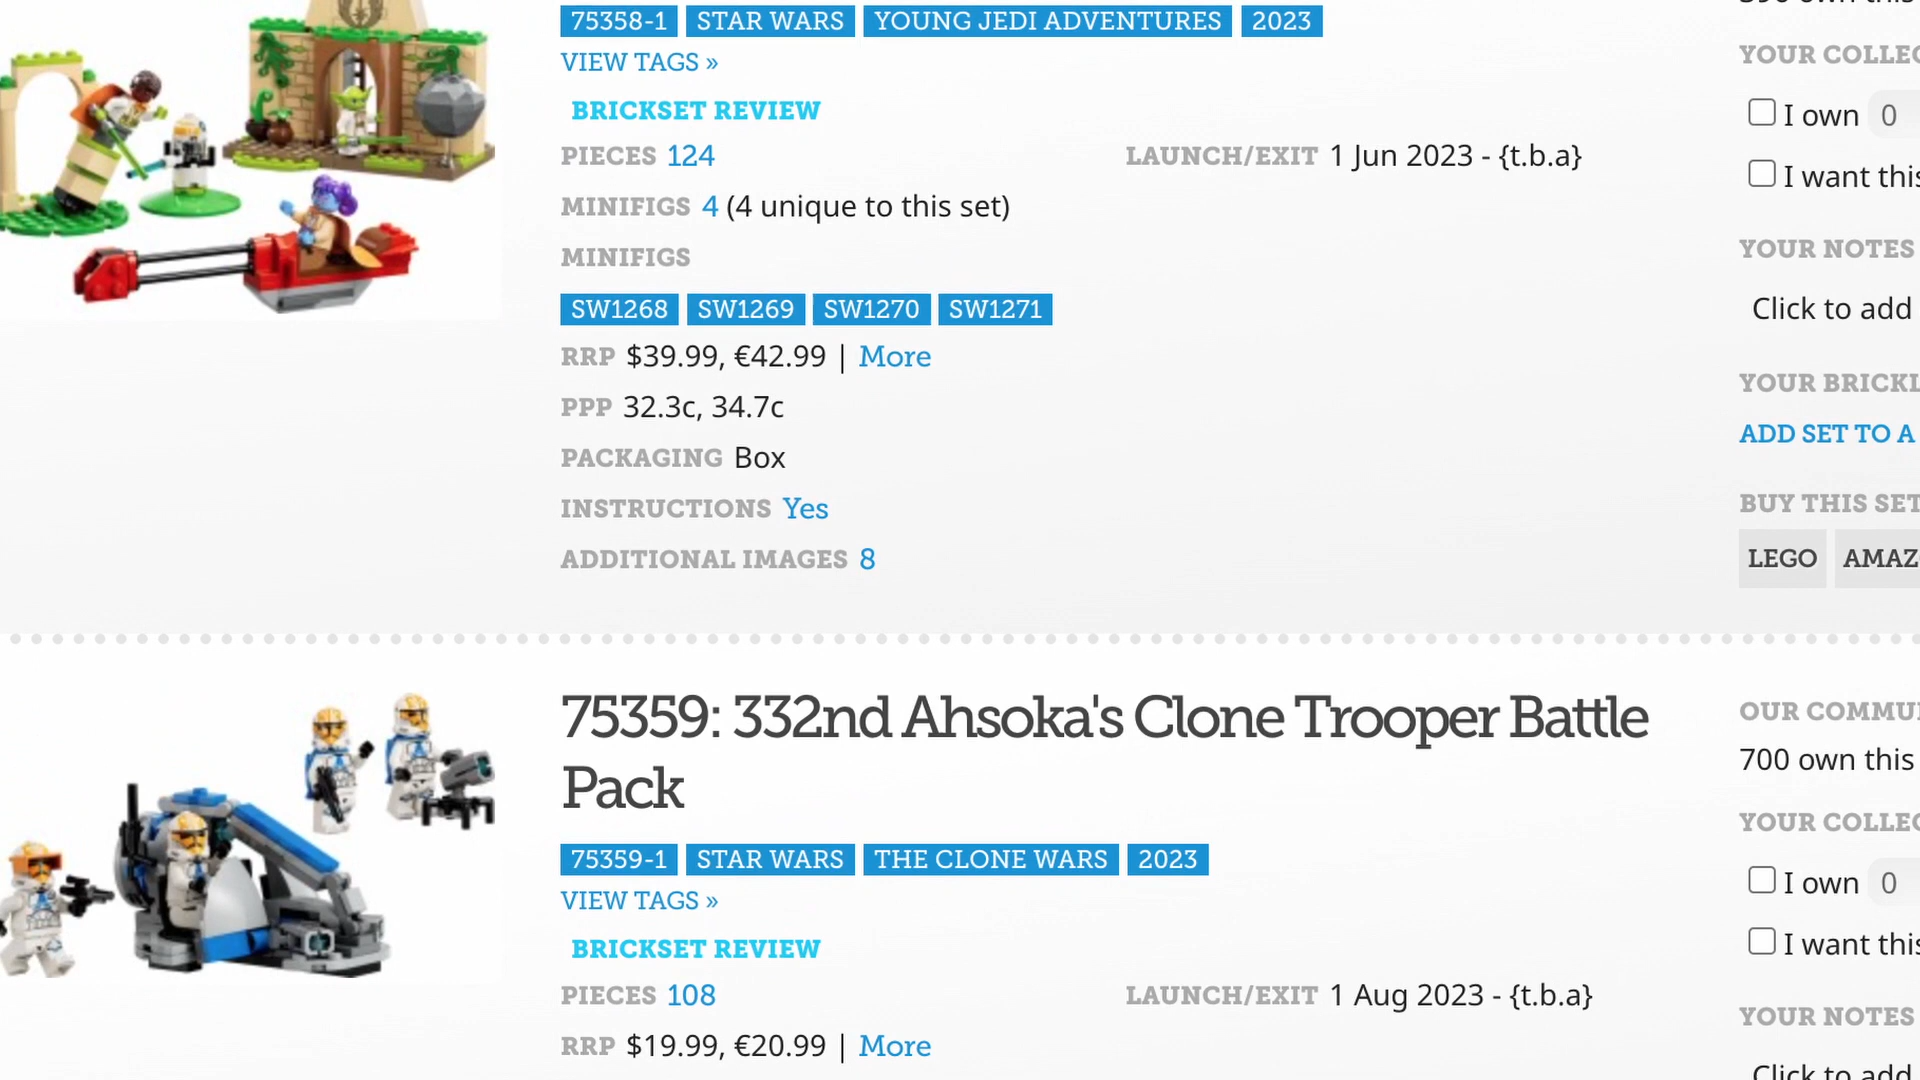 75358-1 STAR WARS YOUNG JEDI ADVENTURES 2023
VIEW TAGS »
BRICKSET REVIEW
PIECES 124
LAUNCH/EXIT 1 Jun 2023 - {t.b.a}
MINIFIGS 4 (4 unique to this set)
MINIFIGS
SW1268 SW1269 SW1270 SW1271
RRP $39.99, €42.99 | More
PPP 32.3c, 34.7c
PACKAGING Box
INSTRUCTIONS Yes
ADDITIONAL IMAGES 8
YOUR COLLEC
I own 0
I want this
YOUR NOTES
Click to add
YOUR BRICKL
ADD SET TO A
BUY THIS SET
LEGO AMAZ
75359: 332nd Ahsoka's Clone Trooper Battle
Pack
75359-1 STAR WARS THE CLONE WARS 2023
VIEW TAGS »
BRICKSET REVIEW
PIECES 108
LAUNCH/EXIT 1 Aug 2023 - {t.b.a}
RRP $19.99, €20.99 | More
OUR COMMU
700 own this
YOUR COLLEC
I own 0
I want this
YOUR NOTES
Click to add